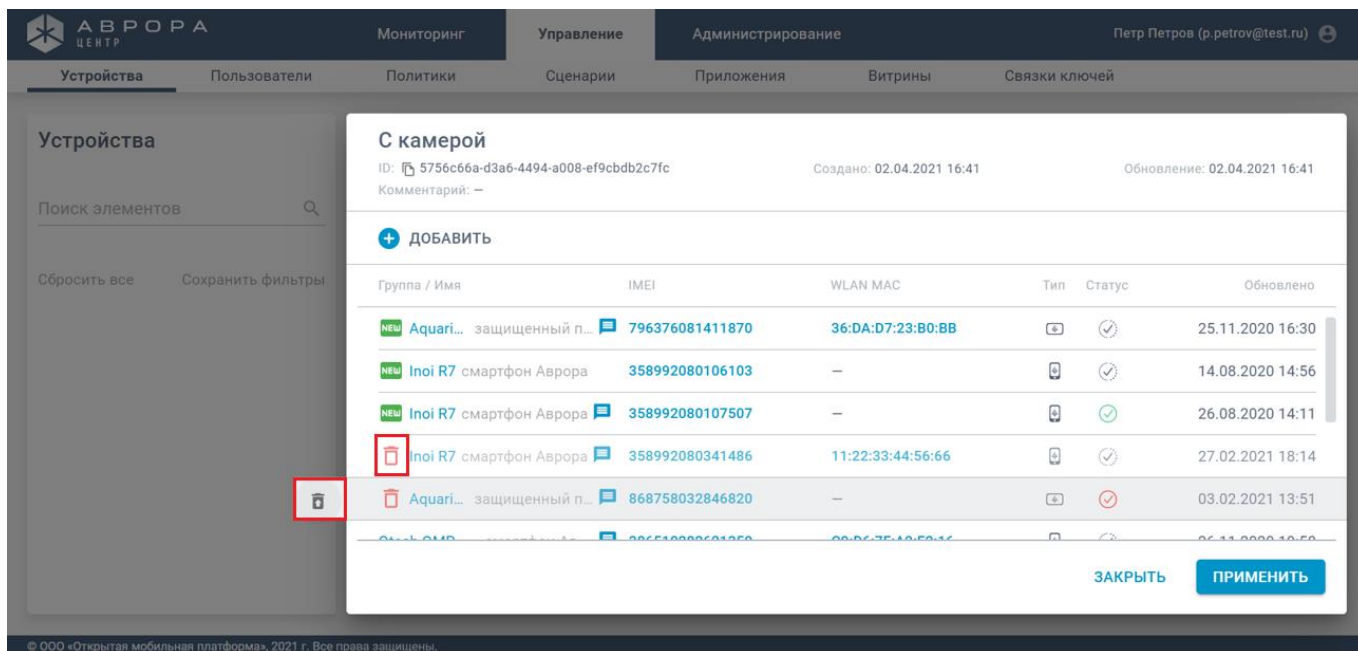 АВРОРА
ЦЕНТР
Мониторинг Управление Администрирование Петр Петров (p.petrov@test.ru)
Устройства Пользователи Политики Сценарии Приложения Витрины Связки ключей
Устройства
Поиск элементов
Сбросить все Сохранить фильтры
С камерой
ID: 5756c66a-d3a6-4494-a008-ef9cbdb2c7fc Создано: 02.04.2021 16:41 Обновление: 02.04.2021 16:41
Комментарий: —
ДОБАВИТЬ
Группа / Имя IMEI WLAN MAC Тип Статус Обновлено
NEW Aquari... защищенный п... 796376081411870 36:DA:D7:23:B0:BB 25.11.2020 16:30
NEW Inoi R7 смартфон Аврора 358992080106103 — 14.08.2020 14:56
NEW Inoi R7 смартфон Аврора 358992080107507 — 26.08.2020 14:11
Inoi R7 смартфон Аврора 358992080341486 11:22:33:44:56:66 27.02.2021 18:14
Aquari... защищенный п... 868758032846820 — 03.02.2021 13:51
ЗАКРЫТЬ ПРИМЕНИТЬ
© ООО «Открытая мобильная платформа», 2021 г. Все права защищены.